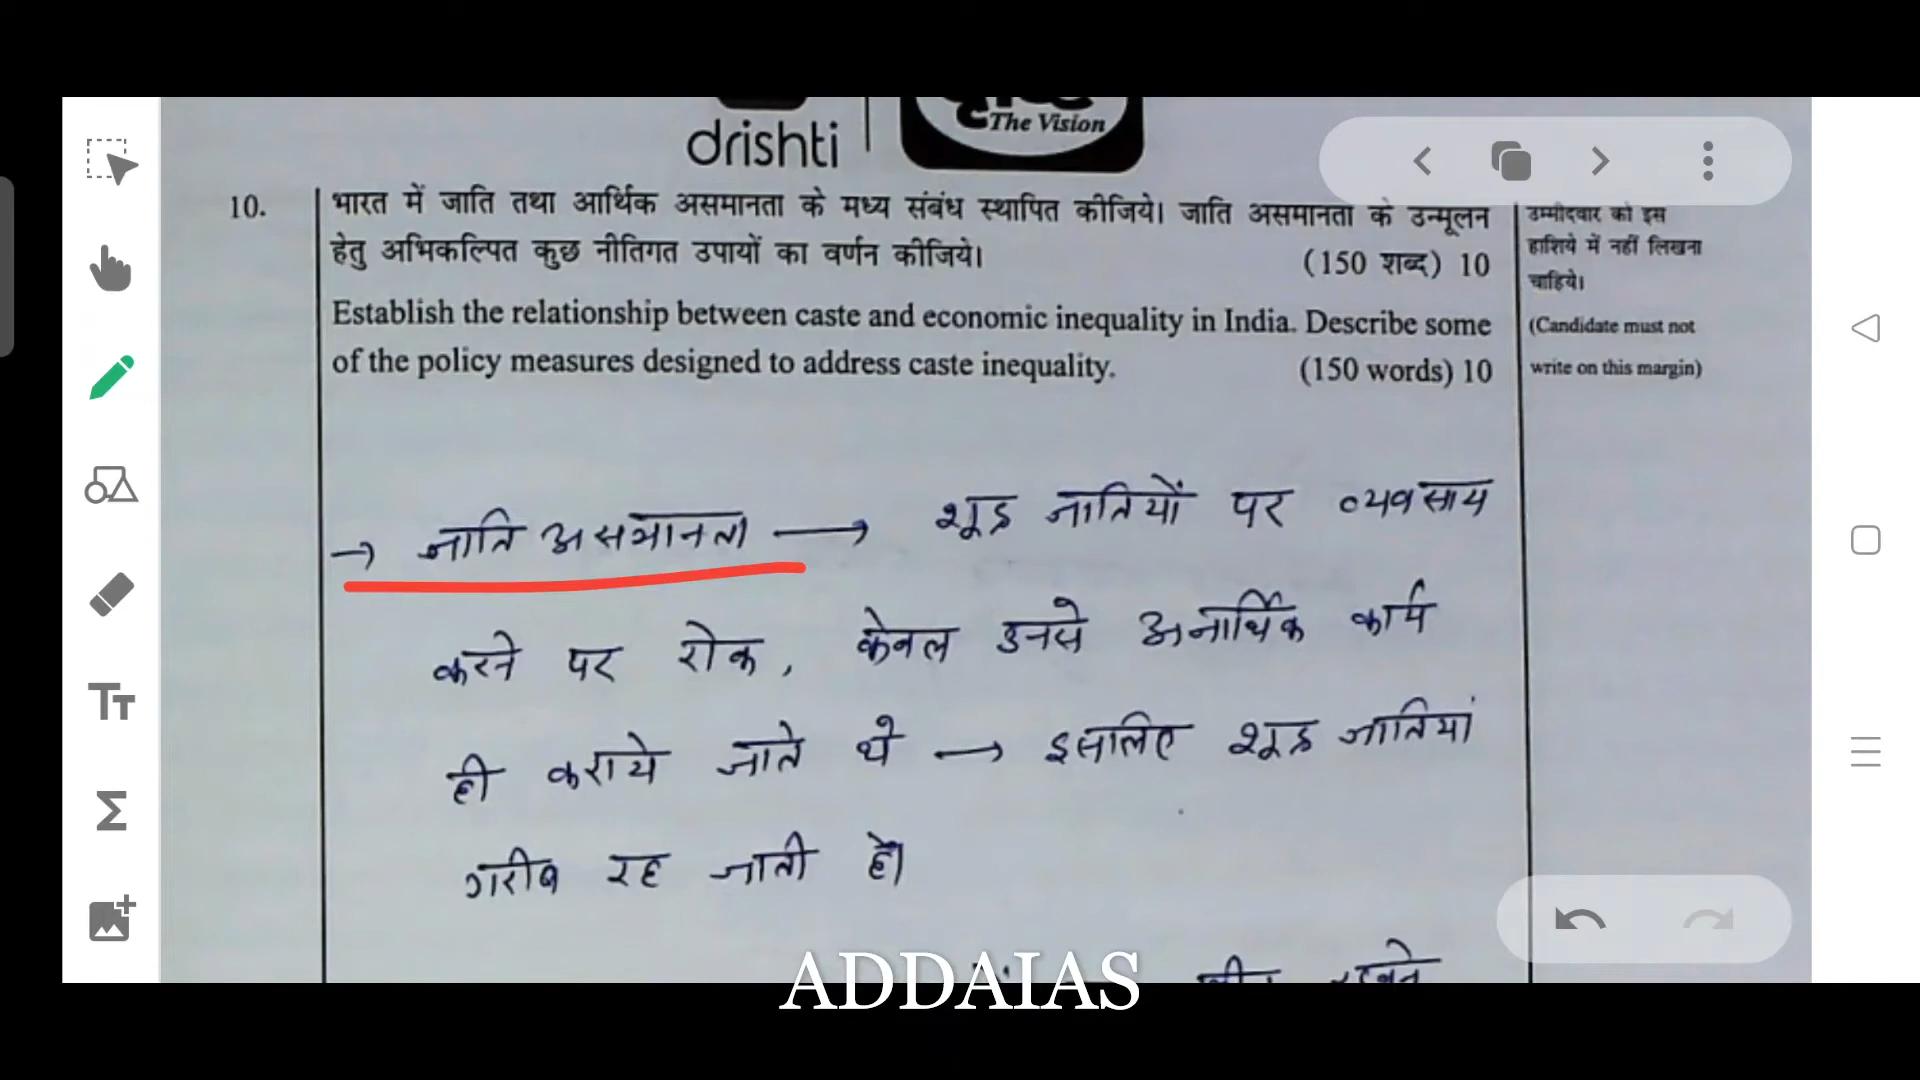 drishti
The Vision
10. भारत में जाति तथा आर्थिक असमानता के मध्य संबंध स्थापित कीजिये। जाति असमानता के उन्मूलन
हेतु अभिकल्पित कुछ नीतिगत उपायों का वर्णन कीजिये। (150 शब्द) 10
Establish the relationship between caste and economic inequality in India. Describe some
of the policy measures designed to address caste inequality. (150 words) 10
उम्मीदवार को इस
हाशिये में नहीं लिखना
चाहिये।
(Candidate must not
write on this margin)
→ जाति असमानता → शूद्र जातियों पर व्यवसाय
करने पर रोक, केवल उनसे अनार्थिक कार्य
ही कराये जाते थे → इसलिए शूद्र जातियां
गरीब रह जाती है।
ADDAIAS